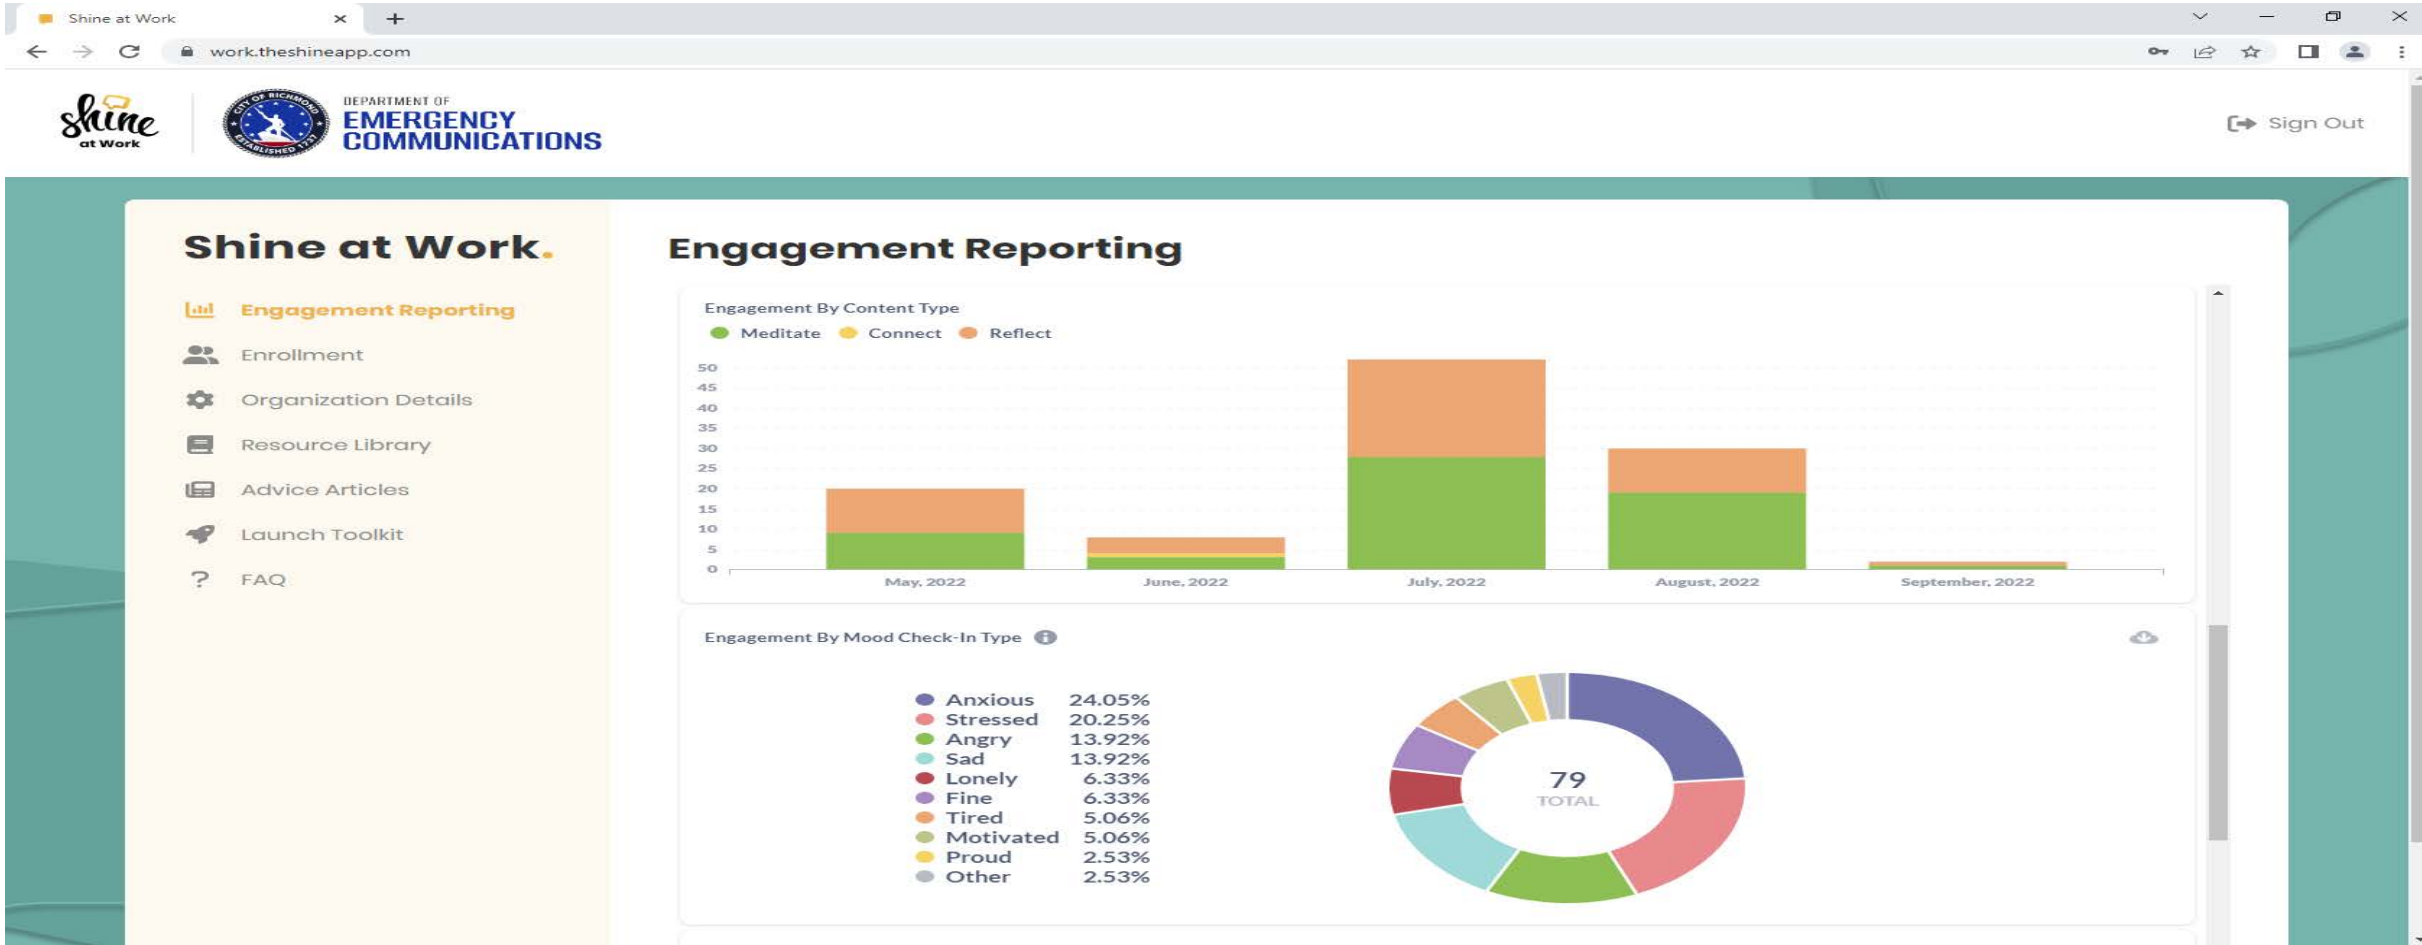 Shine at Work
work.theshineapp.com
shine
at Work
CITY OF RICHMOND
ESTABLISHED 1737
DEPARTMENT OF
EMERGENCY
COMMUNICATIONS
Sign Out
Shine at Work.
Engagement Reporting
Enrollment
Organization Details
Resource Library
Advice Articles
Launch Toolkit
? FAQ
Engagement Reporting
Engagement By Content Type
Meditate Connect Reflect
50
45
40
35
30
25
20
15
10
5
0
May, 2022 June, 2022 July, 2022 August, 2022 September, 2022
Engagement By Mood Check-In Type
Anxious 24.05%
Stressed 20.25%
Angry 13.92%
Sad 13.92%
Lonely 6.33%
Fine 6.33%
Tired 5.06%
Motivated 5.06%
Proud 2.53%
Other 2.53%
79
TOTAL